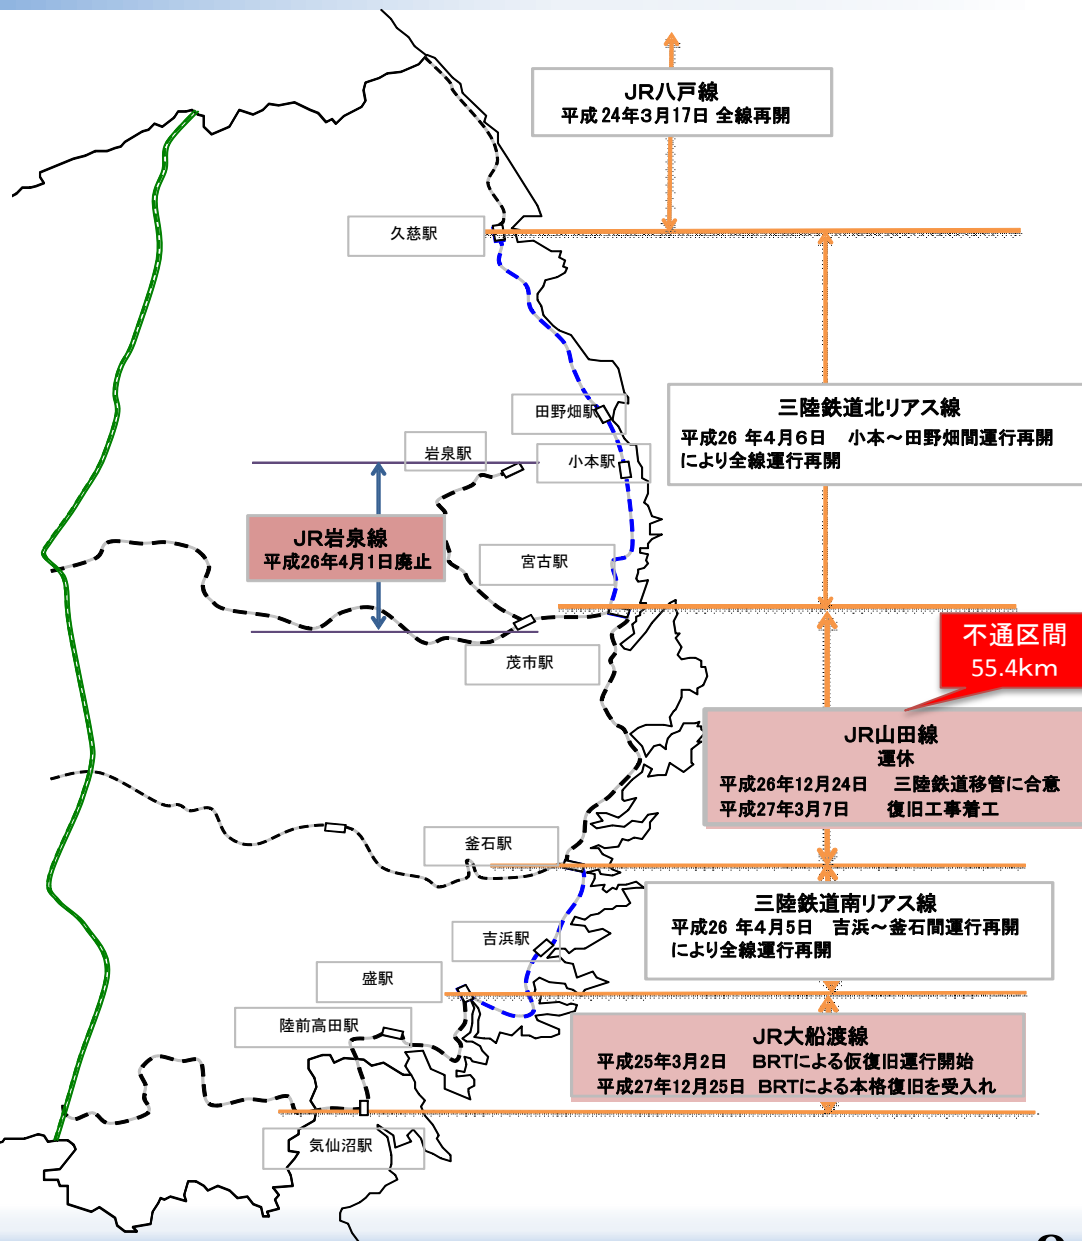 JR八戸線
平成24年3月17日 全線再開
久慈駅
田野畑駅
三陸鉄道北リアス線
平成26 年4月6日 小本～田野畑間運行再開
により全線運行再開
岩泉駅
小本駅
JR岩泉線
平成26年4月1日廃止
宮古駅
茂市駅
不通区間
55.4km
JR山田線
運休
平成26年12月24日 三陸鉄道移管に合意
平成27年3月7日 復旧工事着工
釜石駅
三陸鉄道南リアス線
平成26 年4月5日 吉浜～釜石間運行再開
により全線運行再開
吉浜駅
盛駅
陸前高田駅
JR大船渡線
平成25年3月2日 BRTによる仮復旧運行開始
平成27年12月25日 BRTによる本格復旧を受入れ
気仙沼駅